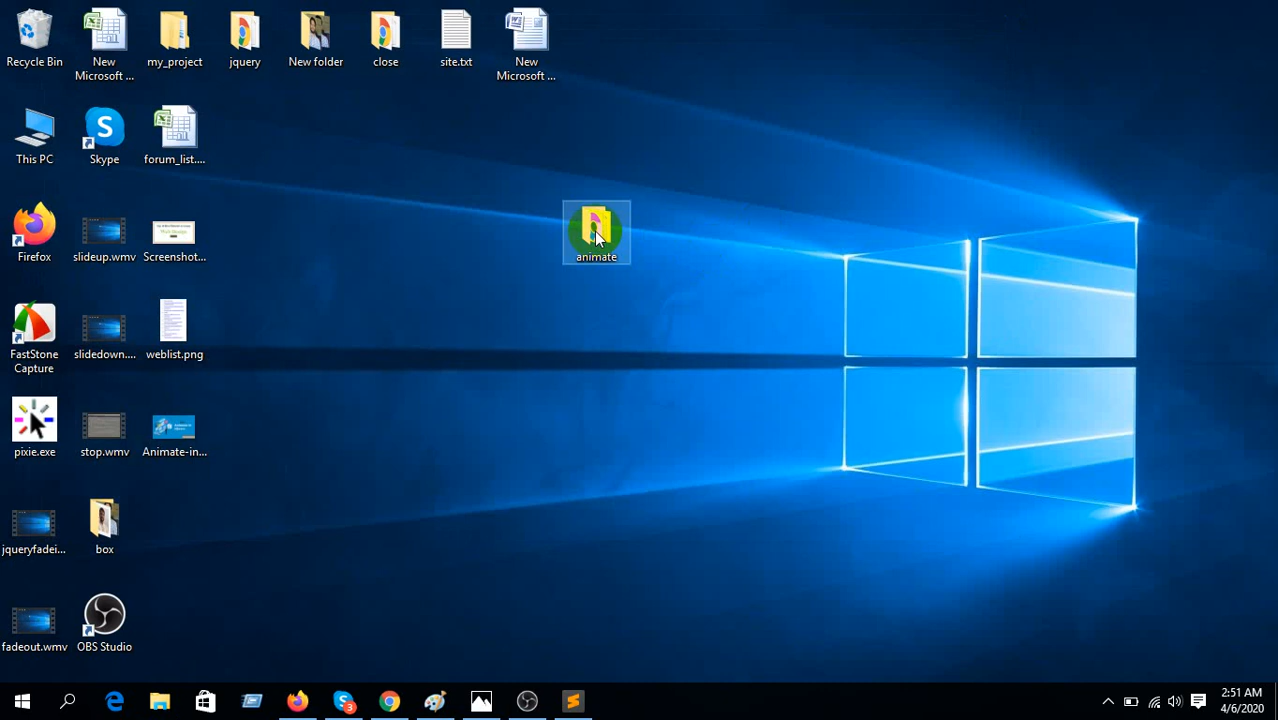 Recycle Bin
New
Microsoft ...
my_project
jquery
New folder
close
site.txt
New
Microsoft ...
This PC
Skype
forum_list....
animate
Firefox
slideup.wmv
Screenshot...
FastStone
Capture
slidedown....
weblist.png
pixie.exe
stop.wmv
Animate-in...
jqueryfadei...
box
fadeout.wmv
OBS Studio
3
2:51 AM
4/6/2020